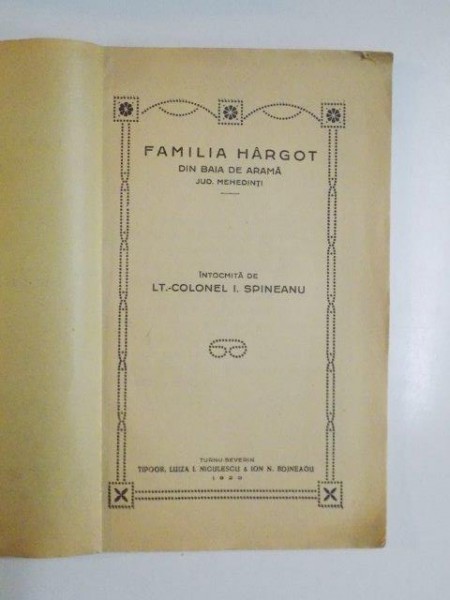 FAMILIA HÂRGOT
DIN BAIA DE ARAMĂ
JUD. MEHEDINȚI
ÎNTOCMITĂ DE
LT.-COLONEL I. SPINEANU
TURNU-SEVERIN
TIPOGR. LUIZA I. NICULESCU & ION N. BOJNEAGU